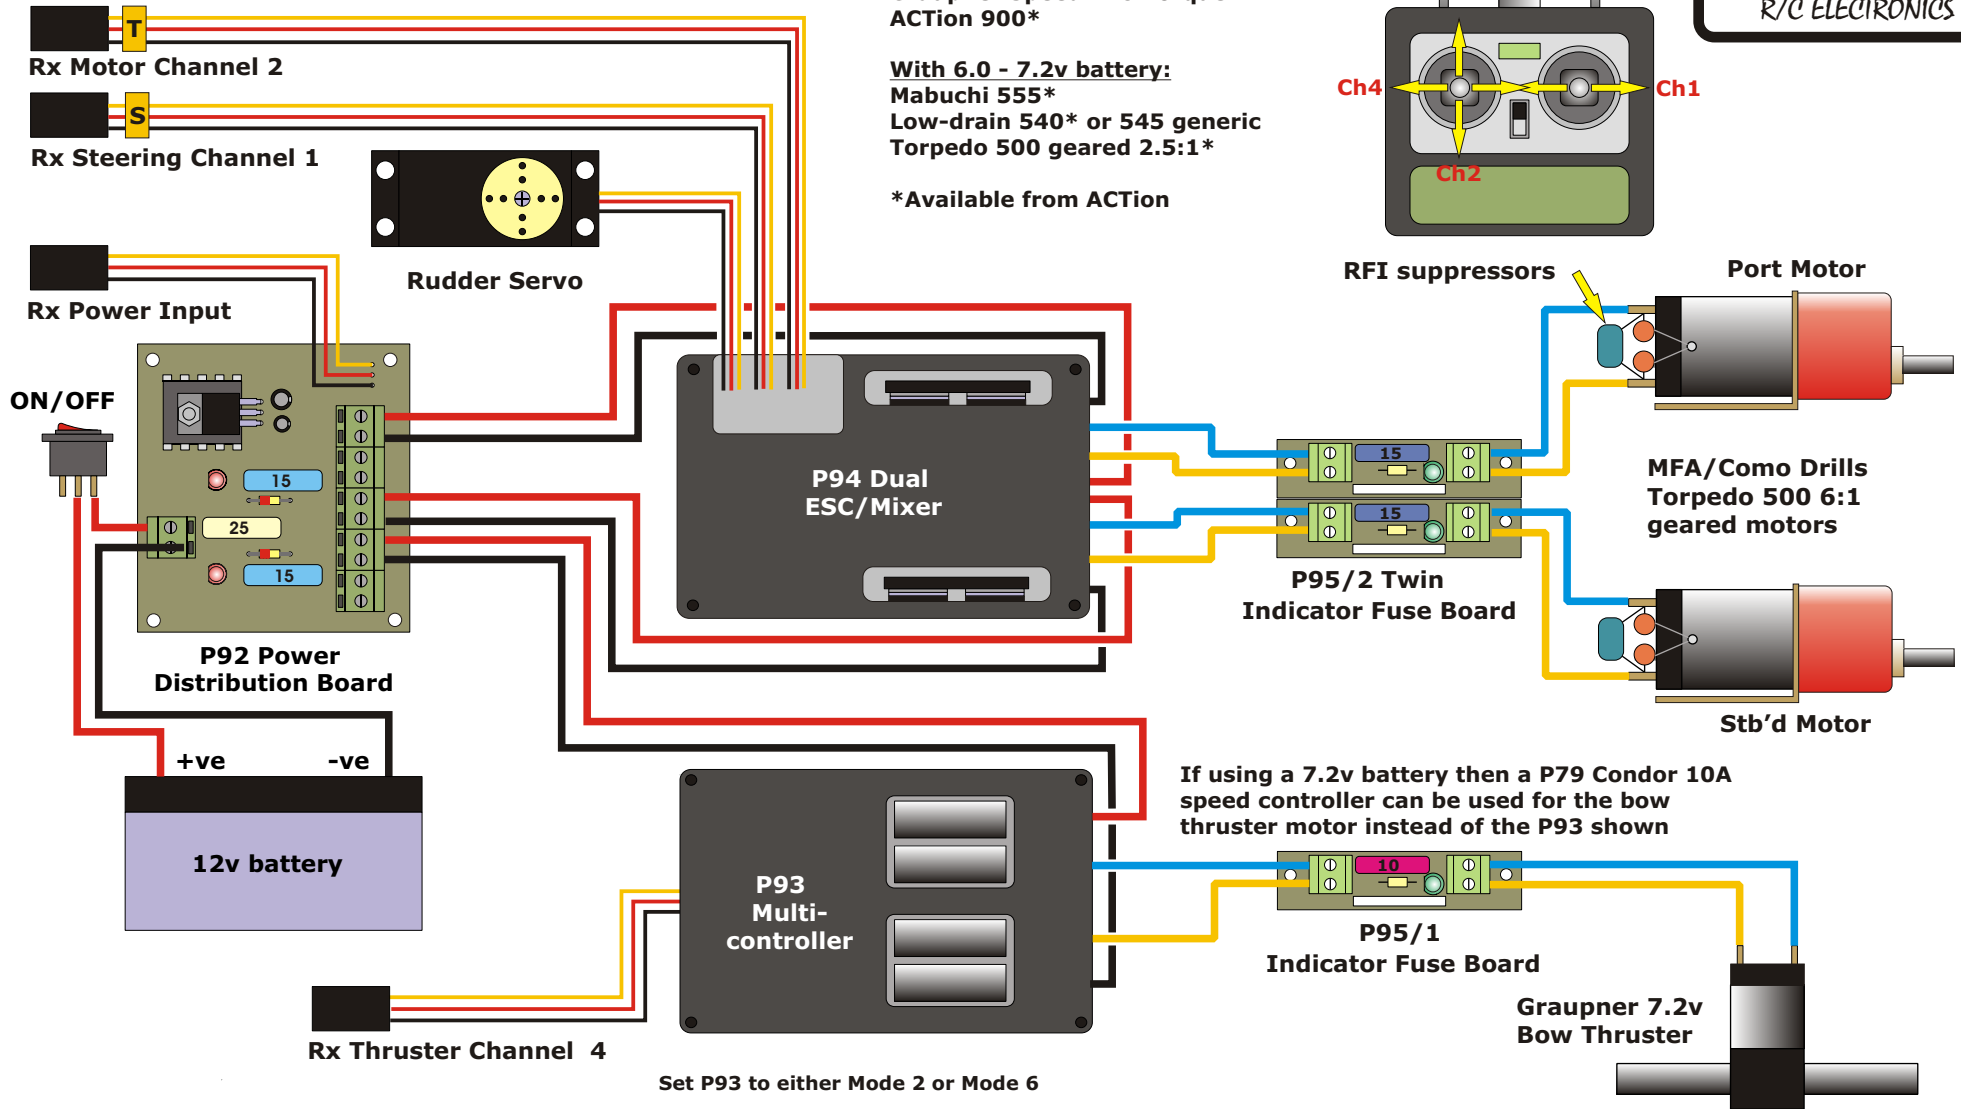 ACTion 900*
R/C ELECTRONICS
T
Rx Motor Channel 2
With 6.0 - 7.2v battery:
Mabuchi 555*
Low-drain 540* or 545 generic
Torpedo 500 geared 2.5:1*
*Available from ACTion
S
Rx Steering Channel 1
Ch4
Ch1
Ch2
Rudder Servo
Rx Power Input
RFI suppressors
Port Motor
ON/OFF
15
25
15
P94 Dual
ESC/Mixer
15
15
MFA/Como Drills
Torpedo 500 6:1
geared motors
P95/2 Twin
Indicator Fuse Board
P92 Power
Distribution Board
Stb'd Motor
+ve
-ve
12v battery
If using a 7.2v battery then a P79 Condor 10A
speed controller can be used for the bow
thruster motor instead of the P93 shown
P93
Multi-
controller
10
P95/1
Indicator Fuse Board
Graupner 7.2v
Bow Thruster
Rx Thruster Channel 4
Set P93 to either Mode 2 or Mode 6